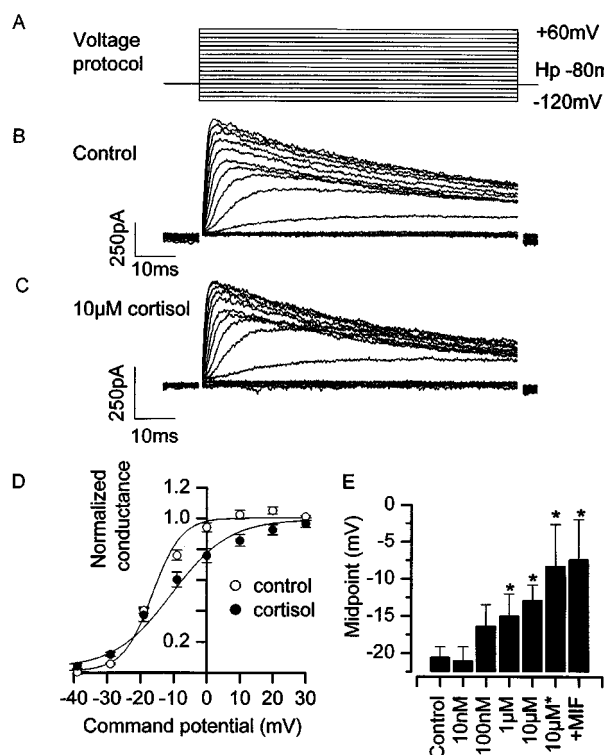 A
Voltage
protocol
+60mV
Hp -80m
-120mV
B
Control
250pA
10ms
C
10µM cortisol
250pA
10ms
D
Normalized
conductance
1.2
1.0
0.2
control
cortisol
-40 -30 -20 -10 0 10 20 30
Command potential (mV)
E
Midpoint (mV)
0
-5
-10
-15
-20
* * * *
Control
10nM
100nM
1µM
10µM
10µM*
+MIF